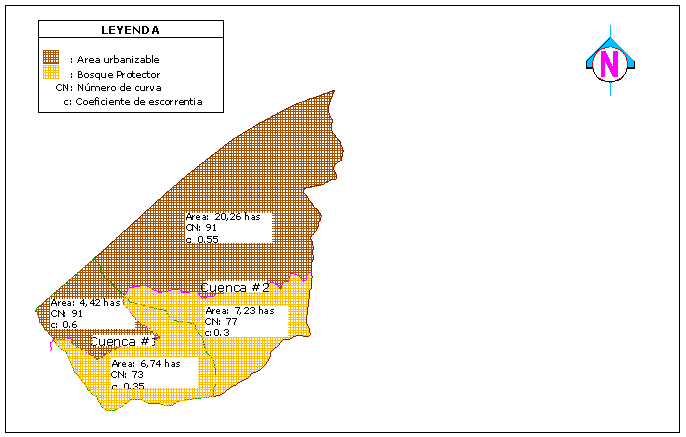 LEYENDA
: Area urbanizable
: Bosque Protector
CN: Número de curva
c: Coeficiente de escorrentia
N
Area: 20,26 has
CN: 91
c: 0.55
Cuenca #2
Area: 4,42 has
CN: 91
c: 0.6
Area: 7,23 has
CN: 77
c:0.3
Cuenca #1
Area: 6,74 has
CN: 73
c: 0.35